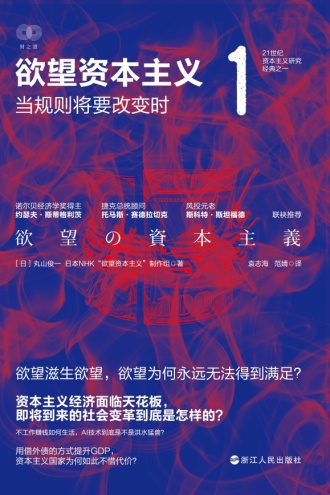 财之道
欲望资本主义
当规则将要改变时
1
21世纪
资本主义研究
经典之一
诺尔贝经济学奖得主
约瑟夫·斯蒂格利茨
捷克总统顾问
托马斯·赛德拉切克
风投元老
斯科特·斯坦福德
联袂推荐
欲望の資本主義
［日］丸山俊一 日本NHK“欲望资本主义”制作组◎著
袁志海 范婧◎译
欲望滋生欲望，欲望为何永远无法得到满足？
资本主义经济面临天花板，
即将到来的社会变革到底是怎样的？
不工作赚钱如何生活，AI技术到底是不是洪水猛兽？
用借外债的方式提升GDP，
资本主义国家为何如此不惜代价？
浙江人民出版社